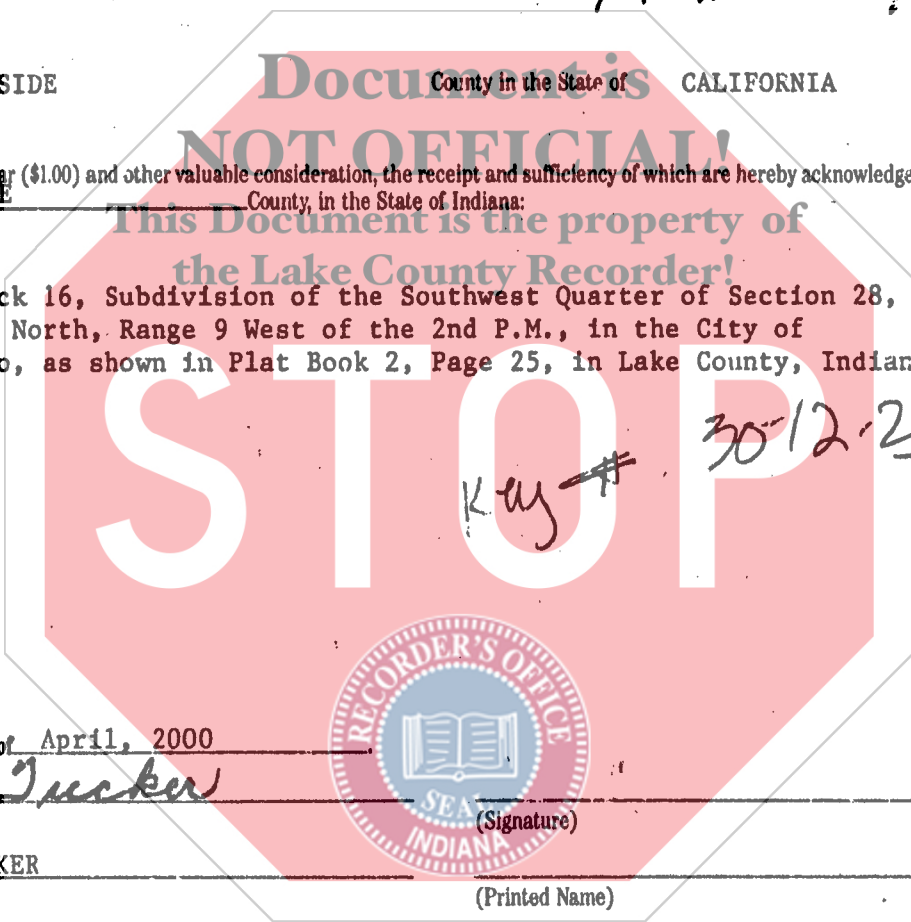 Document is
SIDE County in the State of CALIFORNIA
NOT OFFICIAL!
($1.00) and other valuable consideration, the receipt and sufficiency of which are hereby acknowledge
County, in the State of Indiana:
This Document is the property of
the Lake County Recorder!
ck 16, Subdivision of the Southwest Quarter of Section 28,
North, Range 9 West of the 2nd P.M., in the City of
o, as shown in Plat Book 2, Page 25, in Lake County, Indian
STOP
Key #. 30-12-2
RECORDER'S OFFICE
SEAL
INDIANA
April, 2000
Tucker
(Signature)
KER
(Printed Name)